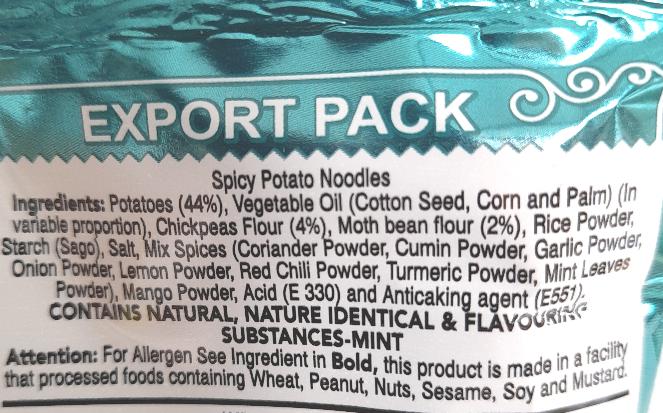 EXPORT PACK
Spicy Potato Noodles
Ingredients: Potatoes (44%), Vegetable Oil (Cotton Seed, Corn and Palm) (In
variable proportion), Chickpeas Flour (4%), Moth bean flour (2%), Rice Powder,
Starch (Sago), Salt, Mix Spices (Coriander Powder, Cumin Powder, Garlic Powder,
Onion Powder, Lemon Powder, Red Chili Powder, Turmeric Powder, Mint Leaves
Powder), Mango Powder, Acid (E 330) and Anticaking agent (E551).
CONTAINS NATURAL, NATURE IDENTICAL & FLAVOURING
SUBSTANCES-MINT
Attention: For Allergen See Ingredient in Bold, this product is made in a facility
that processed foods containing Wheat, Peanut, Nuts, Sesame, Soy and Mustard.